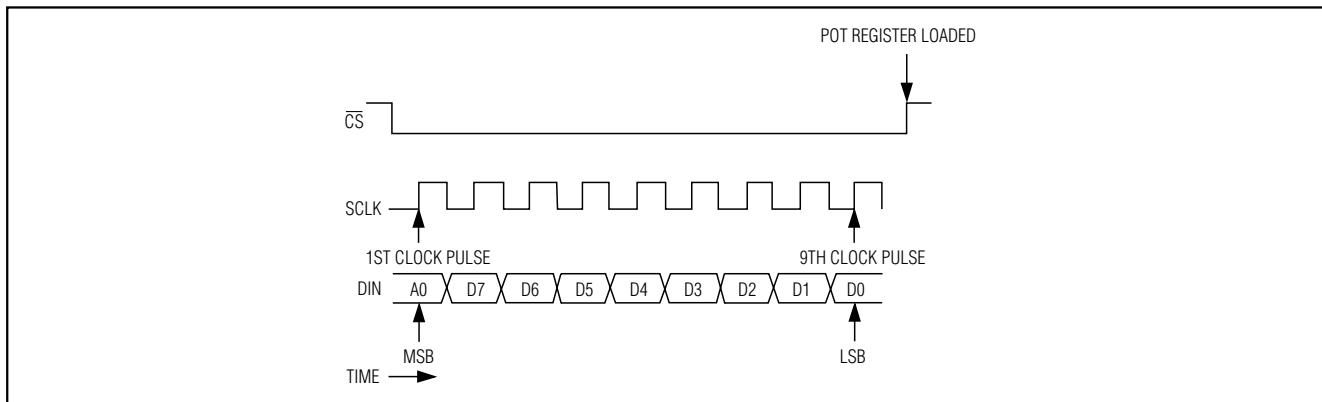 POT REGISTER LOADED
CS
SCLK
1ST CLOCK PULSE 9TH CLOCK PULSE
DIN A0 D7 D6 D5 D4 D3 D2 D1 D0
MSB LSB
TIME